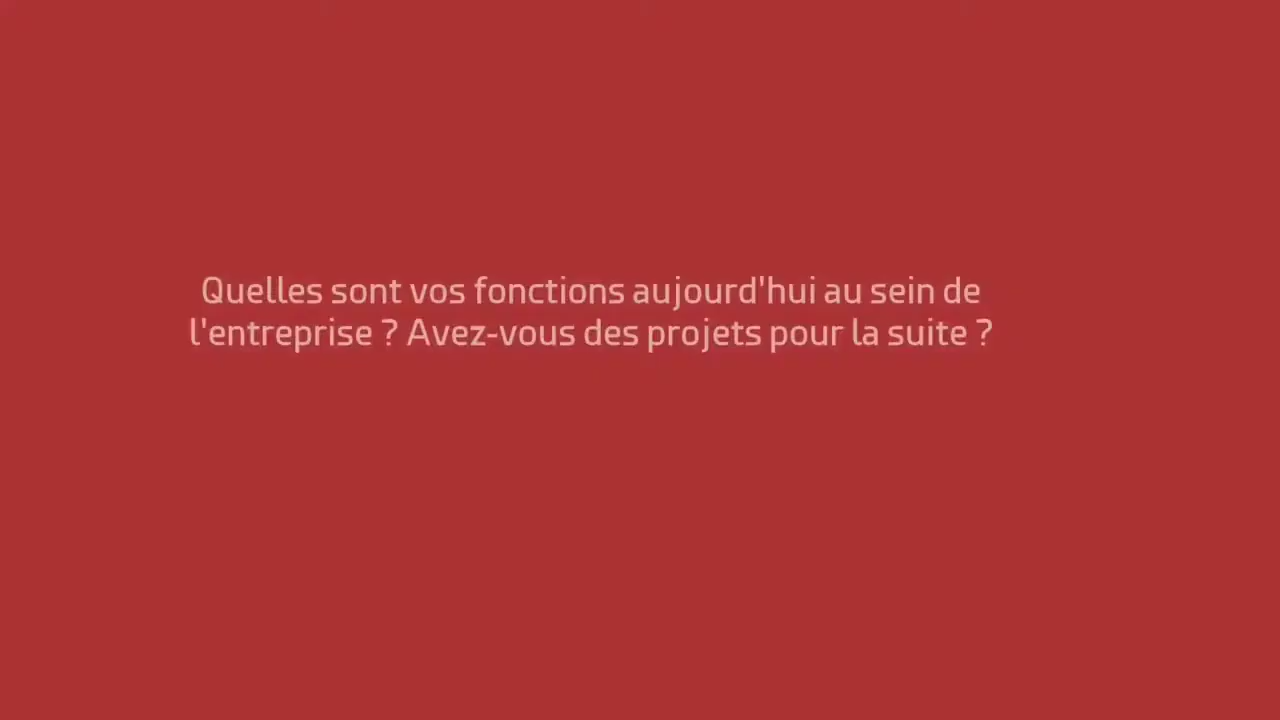 Quelles sont vos fonctions aujourd'hui au sein de
l'entreprise ? Avez-vous des projets pour la suite ?